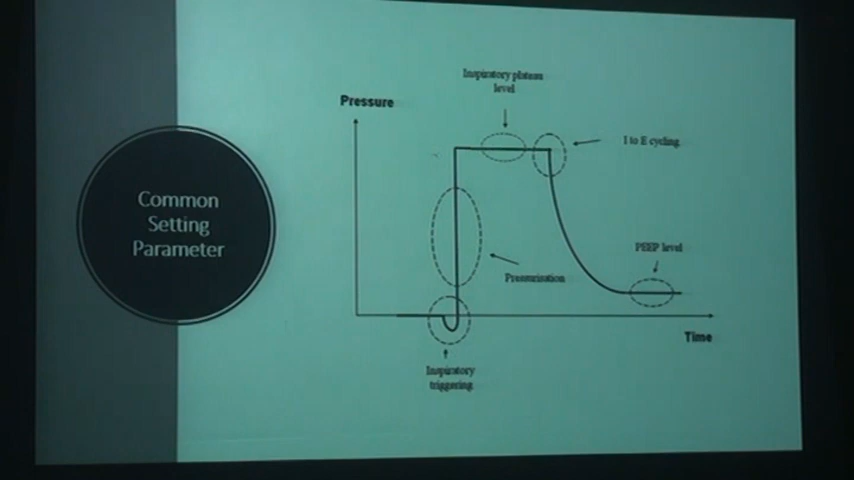 Common
Setting
Parameter
Pressure
Inspiratory plateau
level
I to E cycling
PEEP level
Pressurisation
Time
Inspiratory
triggering